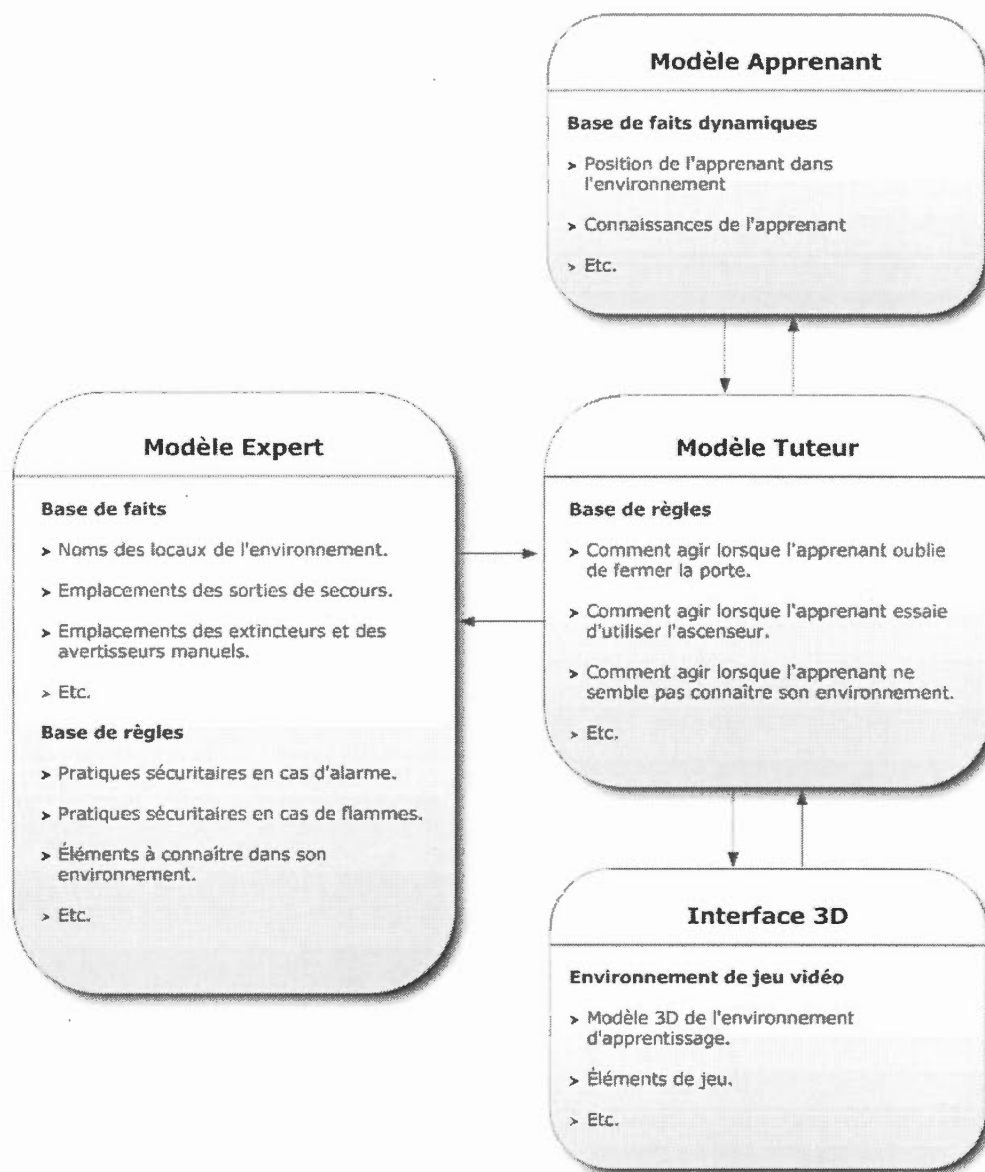 Modèle Apprenant
Base de faits dynamiques
➤ Position de l'apprenant dans
l'environnement
➤ Connaissances de l'apprenant
➤ Etc.
Modèle Expert
Base de faits
➤ Noms des locaux de l'environnement.
➤ Emplacements des sorties de secours.
➤ Emplacements des extincteurs et des
avertisseurs manuels.
➤ Etc.
Base de règles
➤ Pratiques sécuritaires en cas d'alarme.
➤ Pratiques sécuritaires en cas de flammes.
➤ Éléments à connaître dans son
environnement.
➤ Etc.
Modèle Tuteur
Base de règles
➤ Comment agir lorsque l'apprenant oublie
de fermer la porte.
➤ Comment agir lorsque l'apprenant essaie
d'utiliser l'ascenseur.
➤ Comment agir lorsque l'apprenant ne
semble pas connaître son environnement.
➤ Etc.
Interface 3D
Environnement de jeu vidéo
➤ Modèle 3D de l'environnement
d'apprentissage.
➤ Éléments de jeu.
➤ Etc.